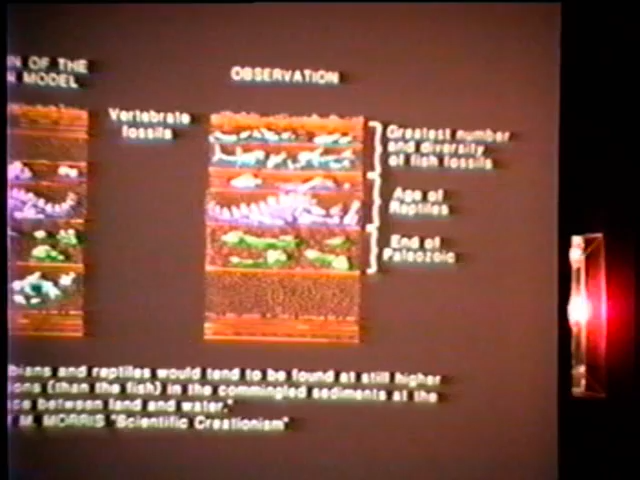 N OF THE
N MODEL
OBSERVATION
Vertebrate
fossils
Greatest number
and diversity
of fish fossils
Age of
Reptiles
End of
Paleozoic
bians and reptiles would tend to be found at still higher
ions (than the fish) in the commingled sediments at the
ce between land and water."
M. MORRIS "Scientific Creationism"